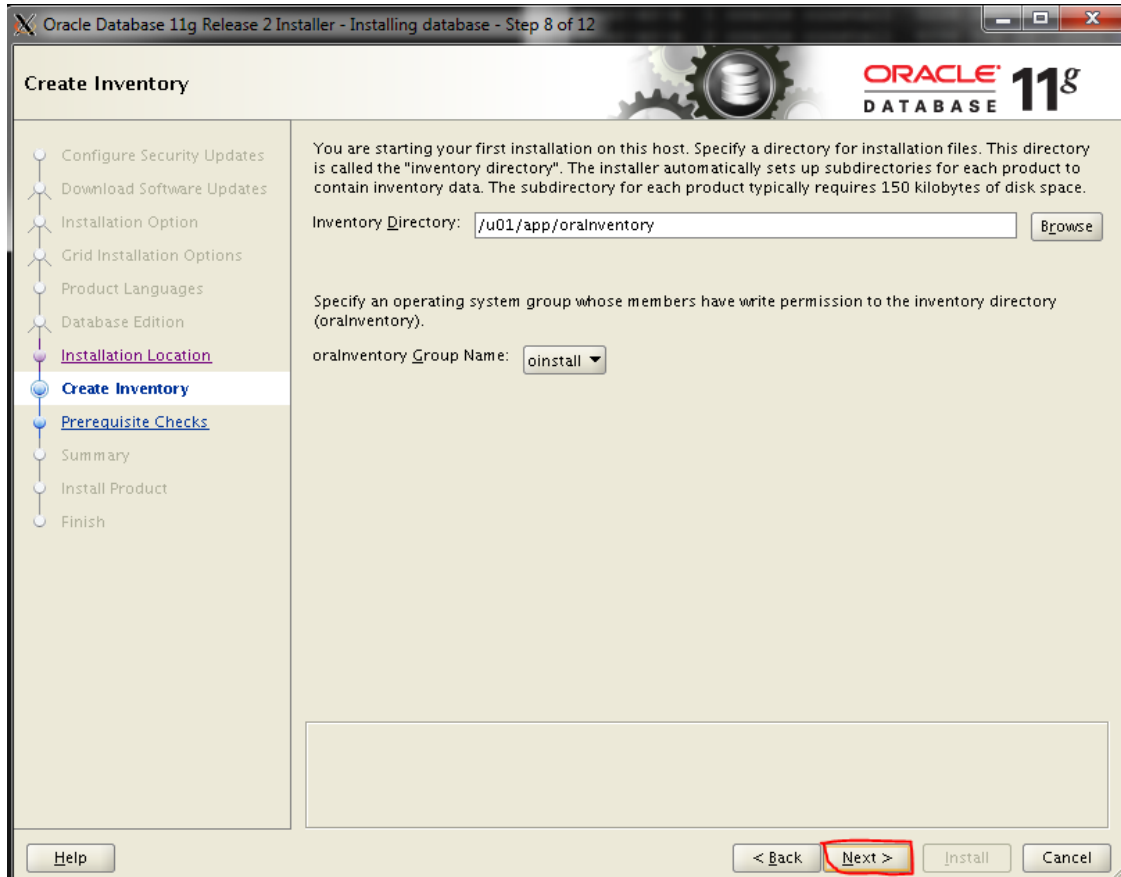 Oracle Database 11g Release 2 Installer - Installing database - Step 8 of 12
Create Inventory
ORACLE 11g
DATABASE
Configure Security Updates
Download Software Updates
Installation Option
Grid Installation Options
Product Languages
Database Edition
Installation Location
Create Inventory
Prerequisite Checks
Summary
Install Product
Finish
You are starting your first installation on this host. Specify a directory for installation files. This directory
is called the "inventory directory". The installer automatically sets up subdirectories for each product to
contain inventory data. The subdirectory for each product typically requires 150 kilobytes of disk space.
Inventory Directory: /u01/app/oraInventory Browse
Specify an operating system group whose members have write permission to the inventory directory
(oraInventory).
oraInventory Group Name: oinstall
Help < Back Next > Install Cancel